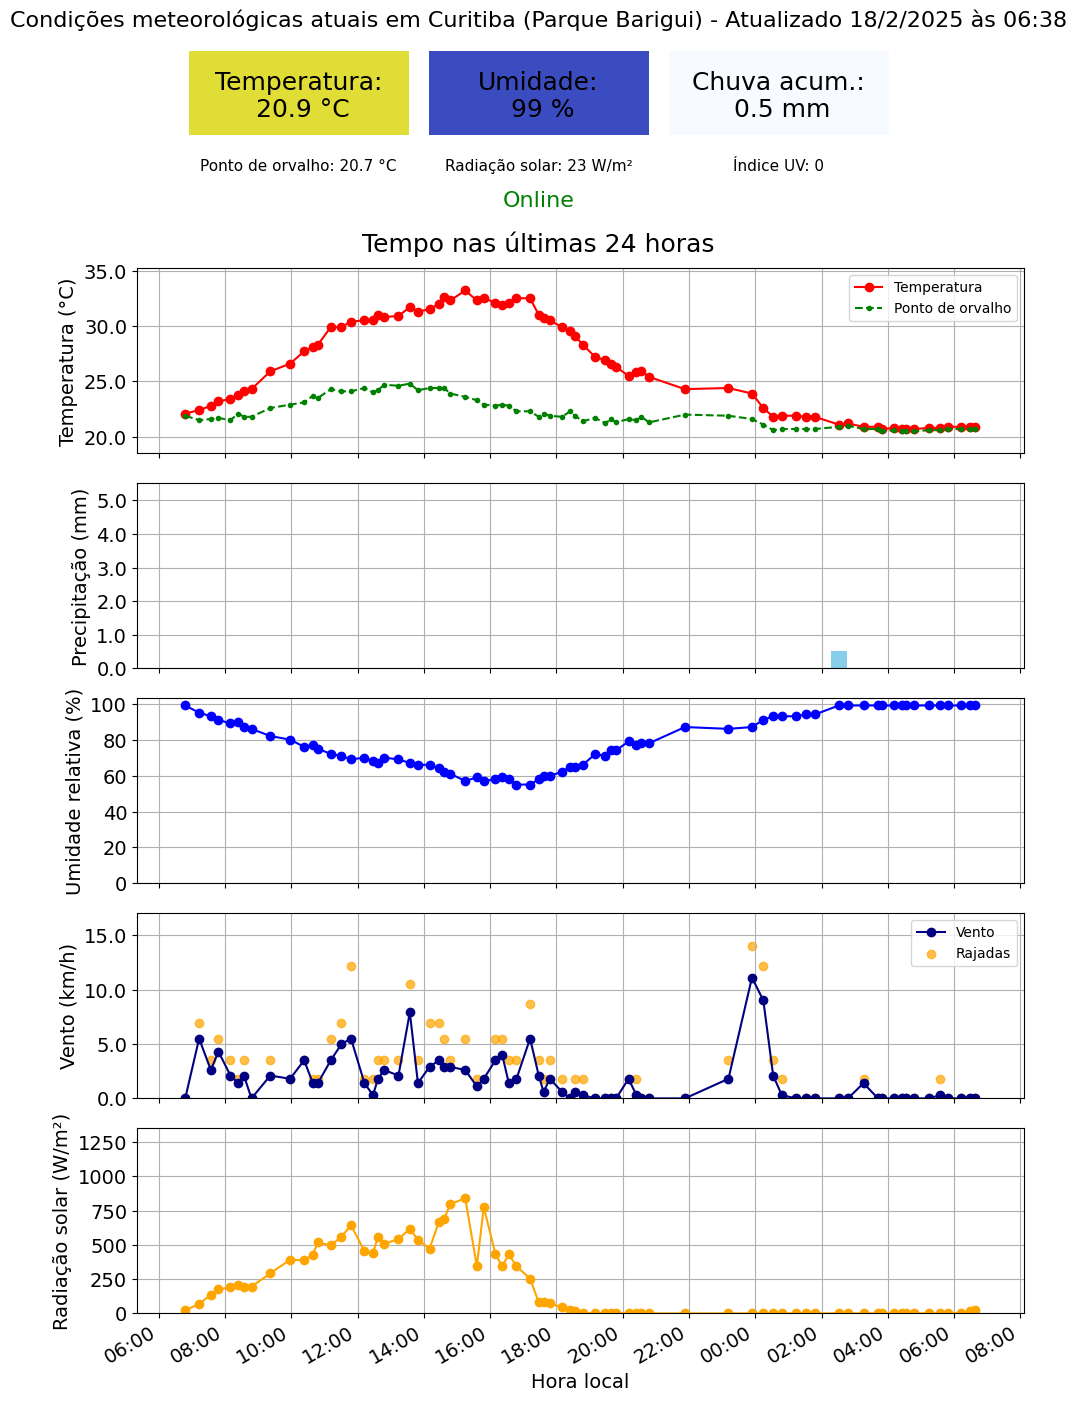 Condições meteorológicas atuais em Curitiba (Parque Barigui) - Atualizado 18/2/2025 às 06:38
Temperatura:
20.9 °C
Umidade:
99 %
Chuva acum.:
0.5 mm
Ponto de orvalho: 20.7 °C
Radiação solar: 23 W/m²
Índice UV: 0
Online
Tempo nas últimas 24 horas
Temperatura (°C)
35.0
30.0
25.0
20.0
Temperatura
Ponto de orvalho
Precipitação (mm)
5.0
4.0
3.0
2.0
1.0
0.0
Umidade relativa (%)
100
80
60
40
20
0
Vento (km/h)
15.0
10.0
5.0
0.0
Vento
Rajadas
Radiação solar (W/m²)
1250
1000
750
500
250
0
06:00
08:00
10:00
12:00
14:00
16:00
18:00
20:00
22:00
00:00
02:00
04:00
06:00
08:00
Hora local